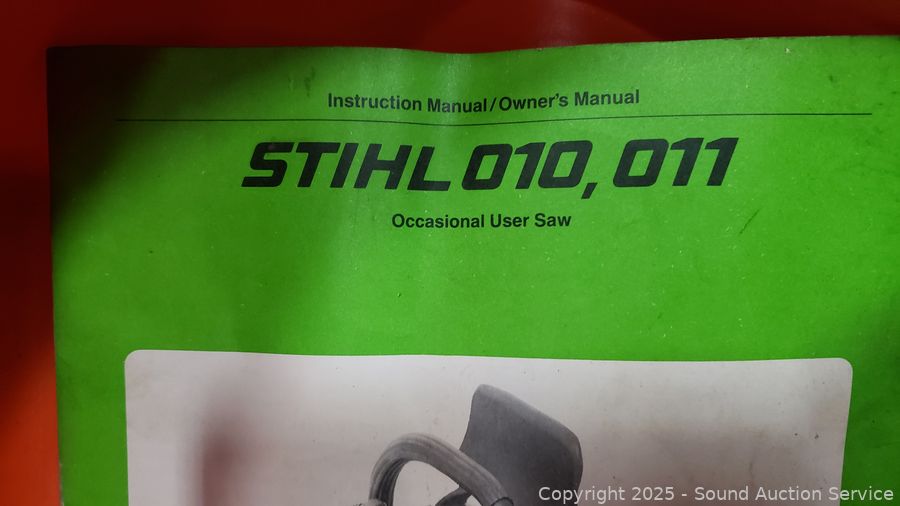 Instruction Manual/Owner's Manual
STIHL 010, 011
Occasional User Saw
Copyright 2025 - Sound Auction Service